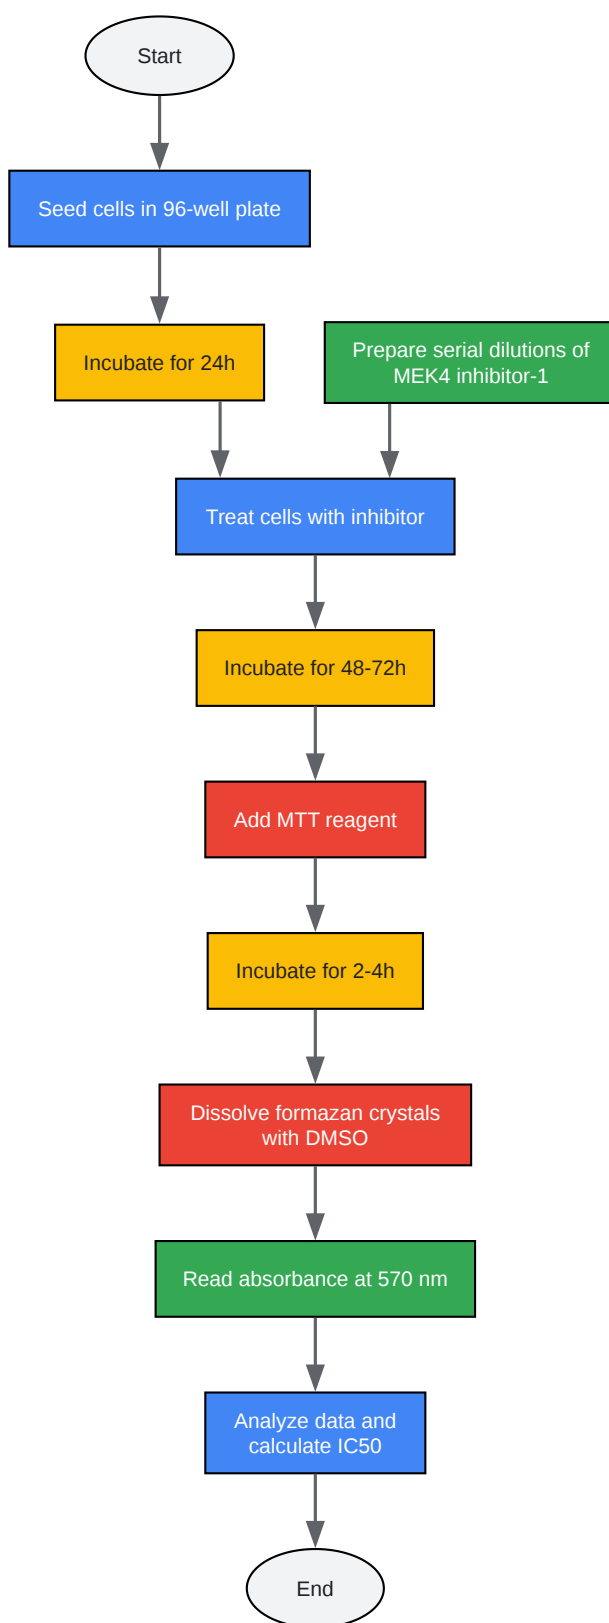 Start
Seed cells in 96-well plate
Incubate for 24h
Prepare serial dilutions of
MEK4 inhibitor-1
Treat cells with inhibitor
Incubate for 48-72h
Add MTT reagent
Incubate for 2-4h
Dissolve formazan crystals
with DMSO
Read absorbance at 570 nm
Analyze data and
calculate IC50
End